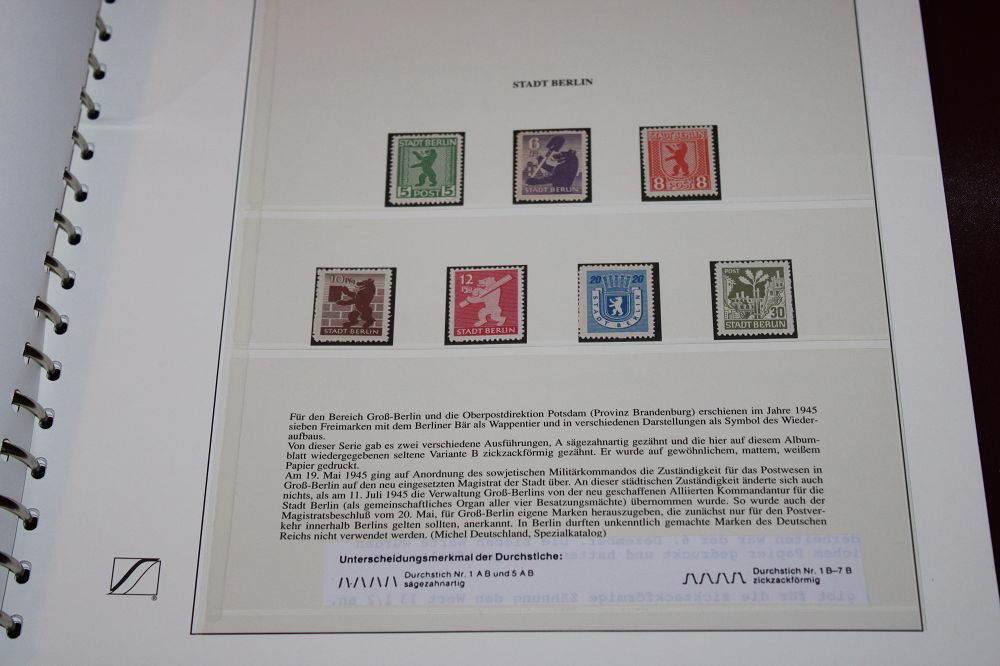 STADT BERLIN
STADT BERLIN
5 POST 5
6
STADT BERLIN
STADT BERLIN
8 POST 8
STADT BERLIN
12
STADT BERLIN
20 20
STADT BERLIN
POST 1
STADT BERLIN 30
Für den Bereich Groß-Berlin und die Oberpostdirektion Potsdam (Provinz Brandenburg) erschienen im Jahre 1945
sieben Freimarken mit dem Berliner Bär als Wappentier und in verschiedenen Darstellungen als Symbol des Wieder-
aufbaus.
Von dieser Serie gab es zwei verschiedene Ausführungen, A sägezahnartig gezähnt und die hier auf diesem Album-
blatt wiedergegebenen seltene Variante B zickzackförmig gezähnt. Er wurde auf gewöhnlichem, mattem, weißem
Papier gedruckt.
Am 19. Mai 1945 ging auf Anordnung des sowjetischen Militärkommandos die Zuständigkeit für das Postwesen in
Groß-Berlin auf den neu eingesetzten Magistrat der Stadt über. An dieser städtischen Zuständigkeit änderte sich auch
nichts, als am 11. Juli 1945 die Verwaltung Groß-Berlins von der neu geschaffenen Alliierten Kommandantur für die
Stadt Berlin (als gemeinschaftliches Organ aller vier Besatzungsmächte) übernommen wurde. So wurde auch der
Magistratsbeschluß vom 20. Mai, für Groß-Berlin eigene Marken herauszugeben, die zunächst nur für den Postver-
kehr innerhalb Berlins gelten sollten, anerkannt. In Berlin durften unkenntlich gemachte Marken des Deutschen
Reichs nicht verwendet werden. (Michel Deutschland, Spezialkatalog)
Unterscheidungsmerkmal der Durchstiche:
Durchstich Nr. 1 A B und 5 A B
sägezahnartig
Durchstich Nr. 1 B–7 B
zickzackförmig